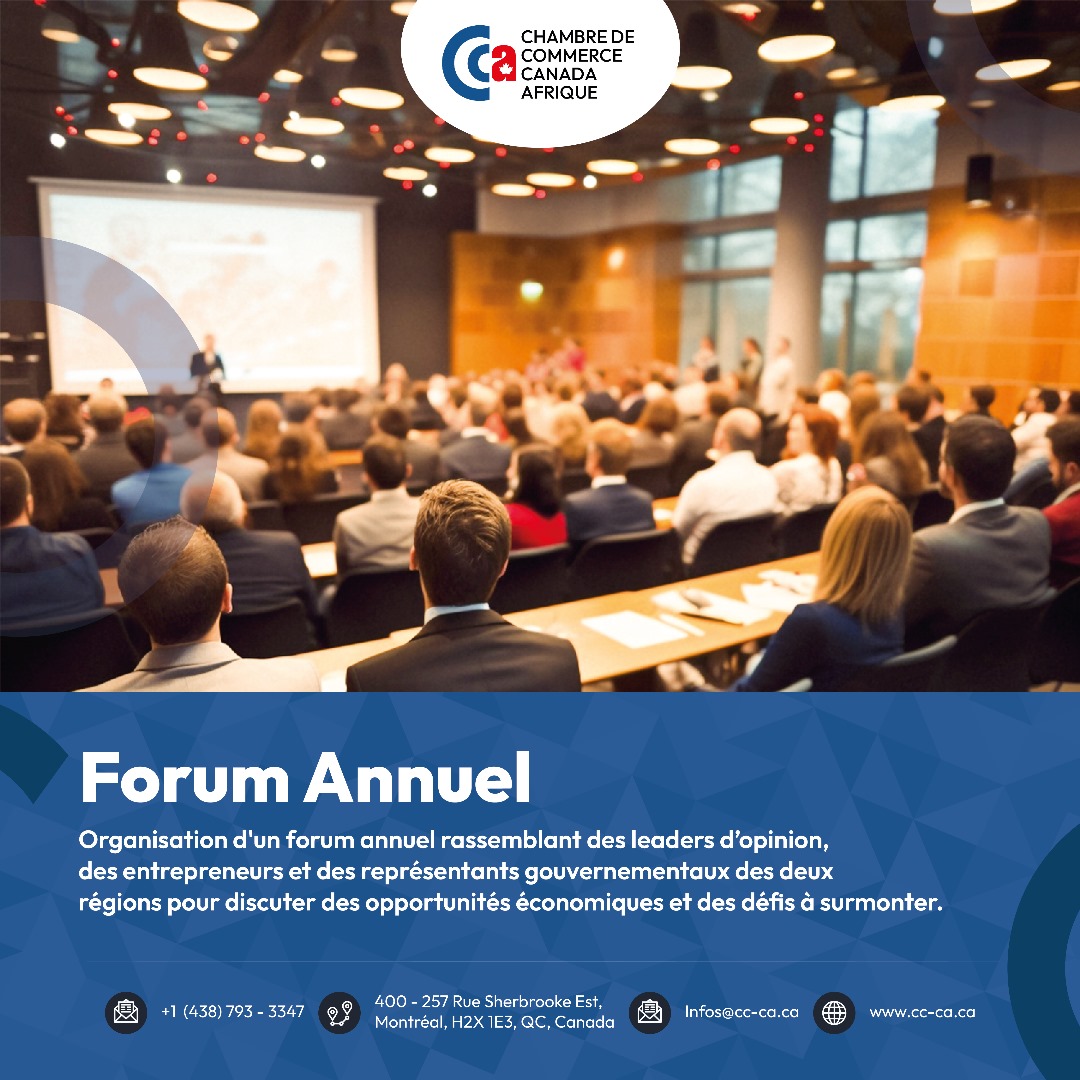 cca
CHAMBRE DE
COMMERCE
CANADA
AFRIQUE
Forum Annuel
Organisation d'un forum annuel rassemblant des leaders d’opinion,
des entrepreneurs et des représentants gouvernementaux des deux
régions pour discuter des opportunités économiques et des défis à surmonter.
+1 (438) 793 - 3347
400 - 257 Rue Sherbrooke Est,
Montréal, H2X 1E3, QC, Canada
Infos@cc-ca.ca
www.cc-ca.ca